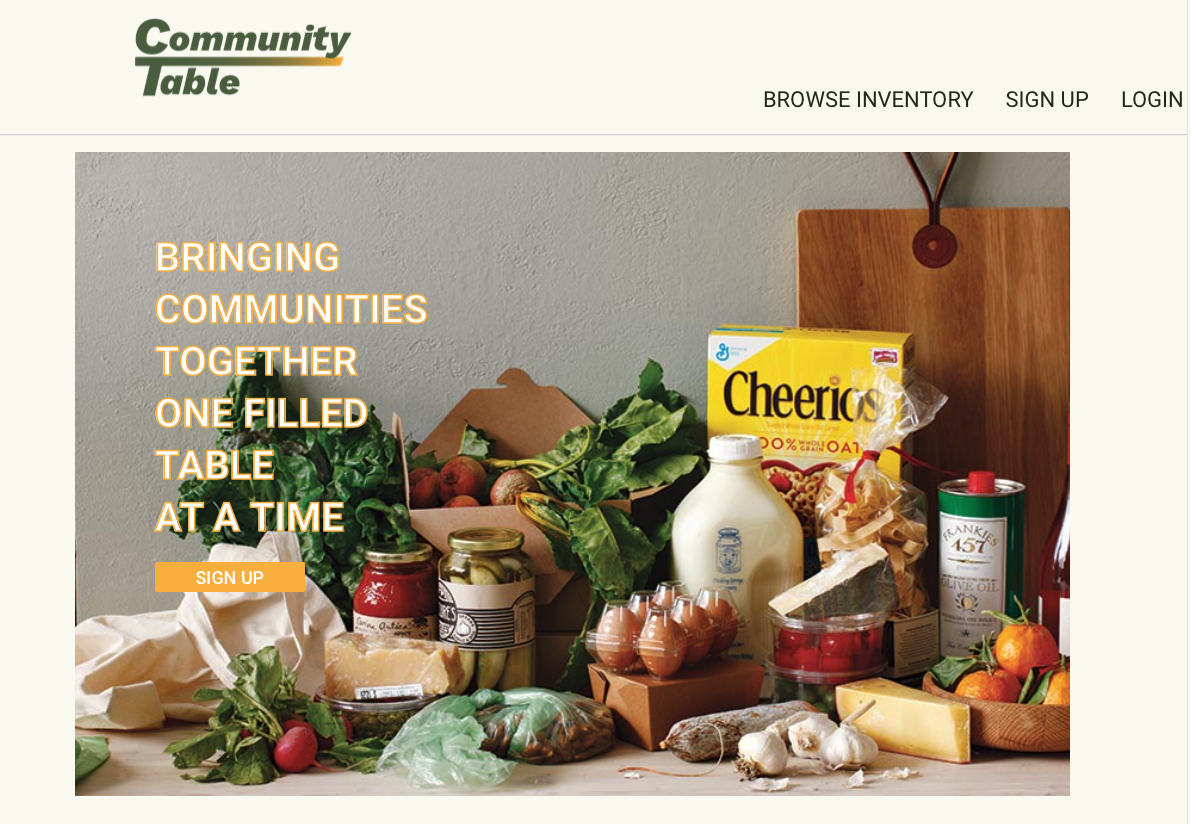 Community
Table
BROWSE INVENTORY SIGN UP LOGIN
BRINGING
COMMUNITIES
TOGETHER
ONE FILLED
TABLE
AT A TIME
SIGN UP
Cheerios
100% WHOLE GRAIN OAT
FRANKIES
457
OLIVE OIL